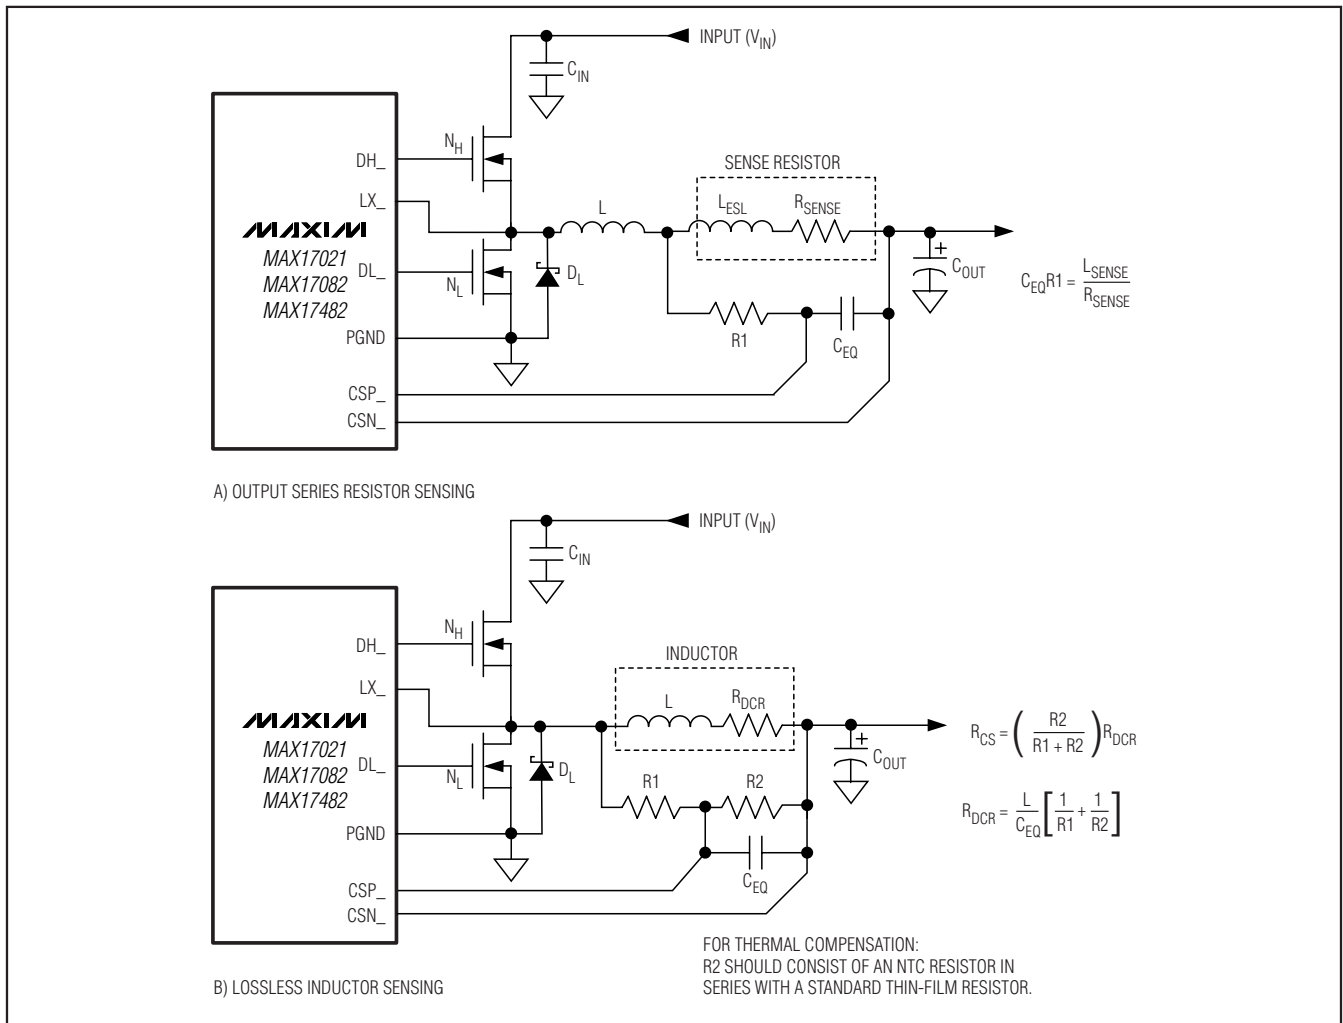 INPUT (VIN)
CIN
NH
DH_
SENSE RESISTOR
LX_
L
LESL
RSENSE
MAXIM
MAX17021
MAX17082
MAX17482
DL_
NL
DL
+
COUT
CEQR1 = LSENSE / RSENSE
PGND
R1
CEQ
CSP_
CSN_
A) OUTPUT SERIES RESISTOR SENSING
INPUT (VIN)
CIN
NH
DH_
INDUCTOR
LX_
L
RDCR
MAXIM
MAX17021
MAX17082
MAX17482
DL_
NL
DL
+
COUT
RCS = ( R2 / R1 + R2 ) RDCR
R1
R2
RDCR = L / CEQ [ 1 / R1 + 1 / R2 ]
PGND
CEQ
CSP_
CSN_
FOR THERMAL COMPENSATION:
R2 SHOULD CONSIST OF AN NTC RESISTOR IN
SERIES WITH A STANDARD THIN-FILM RESISTOR.
B) LOSSLESS INDUCTOR SENSING